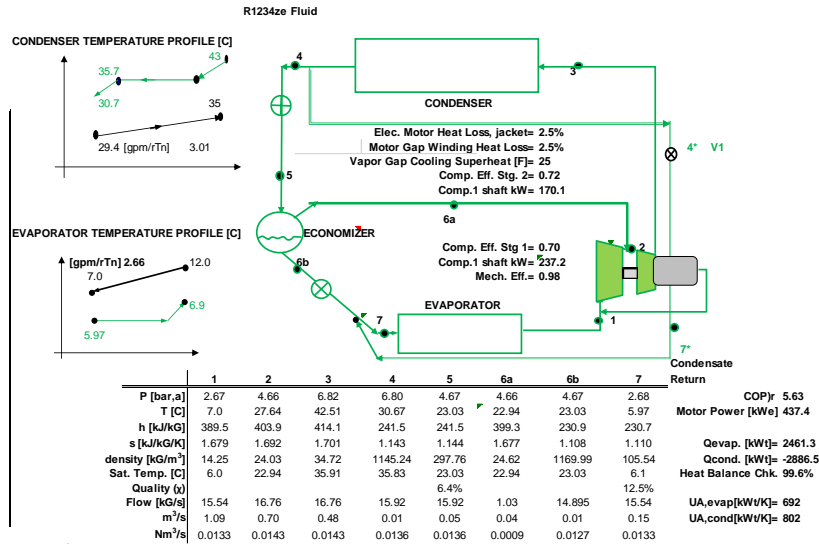 R1234ze Fluid
CONDENSER TEMPERATURE PROFILE [C]
43
35.7
30.7
35
29.4 [gpm/rTn] 3.01
4
3
CONDENSER
Elec. Motor Heat Loss, jacket= 2.5%
Motor Gap Winding Heat Loss= 2.5%
Vapor Gap Cooling Superheat [F]= 25
Comp. Eff. Stg. 2= 0.72
Comp.1 shaft kW= 170.1
4* V1
5
6a
ECONOMIZER
6b
EVAPORATOR TEMPERATURE PROFILE [C]
[gpm/rTn] 2.66 12.0
7.0
6.9
5.97
Comp. Eff. Stg 1= 0.70
Comp.1 shaft kW= 237.2
Mech. Eff.= 0.98
2
EVAPORATOR
7
1
7*
Condensate
Return
1 2 3 4 5 6a 6b 7
P [bar,a] 2.67 4.66 6.82 6.80 4.67 4.66 4.67 2.68 COP)r 5.63
T [C] 7.0 27.64 42.51 30.67 23.03 22.94 23.03 5.97 Motor Power [kWe] 437.4
h [kJ/kG] 389.5 403.9 414.1 241.5 241.5 399.3 230.9 230.7
s [kJ/kG/K] 1.679 1.692 1.701 1.143 1.144 1.677 1.108 1.110 Qevap. [kWt]= 2461.3
density [kG/m3] 14.25 24.03 34.72 1145.24 297.76 24.62 1169.99 105.54 Qcond. [kWt]= -2886.5
Sat. Temp. [C] 6.0 22.94 35.91 35.83 23.03 22.94 23.03 6.1 Heat Balance Chk. 99.6%
Quality (χ) 6.4% 12.5%
Flow [kG/s] 15.54 16.76 16.76 15.92 15.92 1.03 14.895 15.54 UA,evap[kWt/K]= 692
m3/s 1.09 0.70 0.48 0.01 0.05 0.04 0.01 0.15 UA,cond[kWt/K]= 802
Nm3/s 0.0133 0.0143 0.0143 0.0136 0.0136 0.0009 0.0127 0.0133